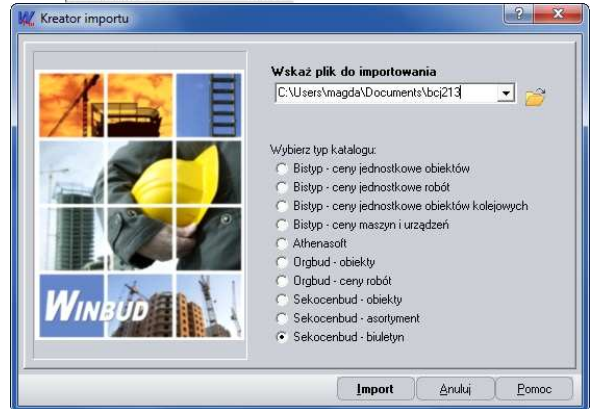 Kreator importu
Wskaż plik do importowania
C:\Users\magda\Documents\bcj213
Wybierz typ katalogu:
Bistyp - ceny jednostkowe obiektów
Bistyp - ceny jednostkowe robót
Bistyp - ceny jednostkowe obiektów kolejowych
Bistyp - ceny maszyn i urządzeń
Athenasoft
Orgbud - obiekty
Orgbud - ceny robót
Sekocenbud - obiekty
Sekocenbud - asortyment
Sekocenbud - biuletyn
WINBUD
Import Anuluj Pomoc